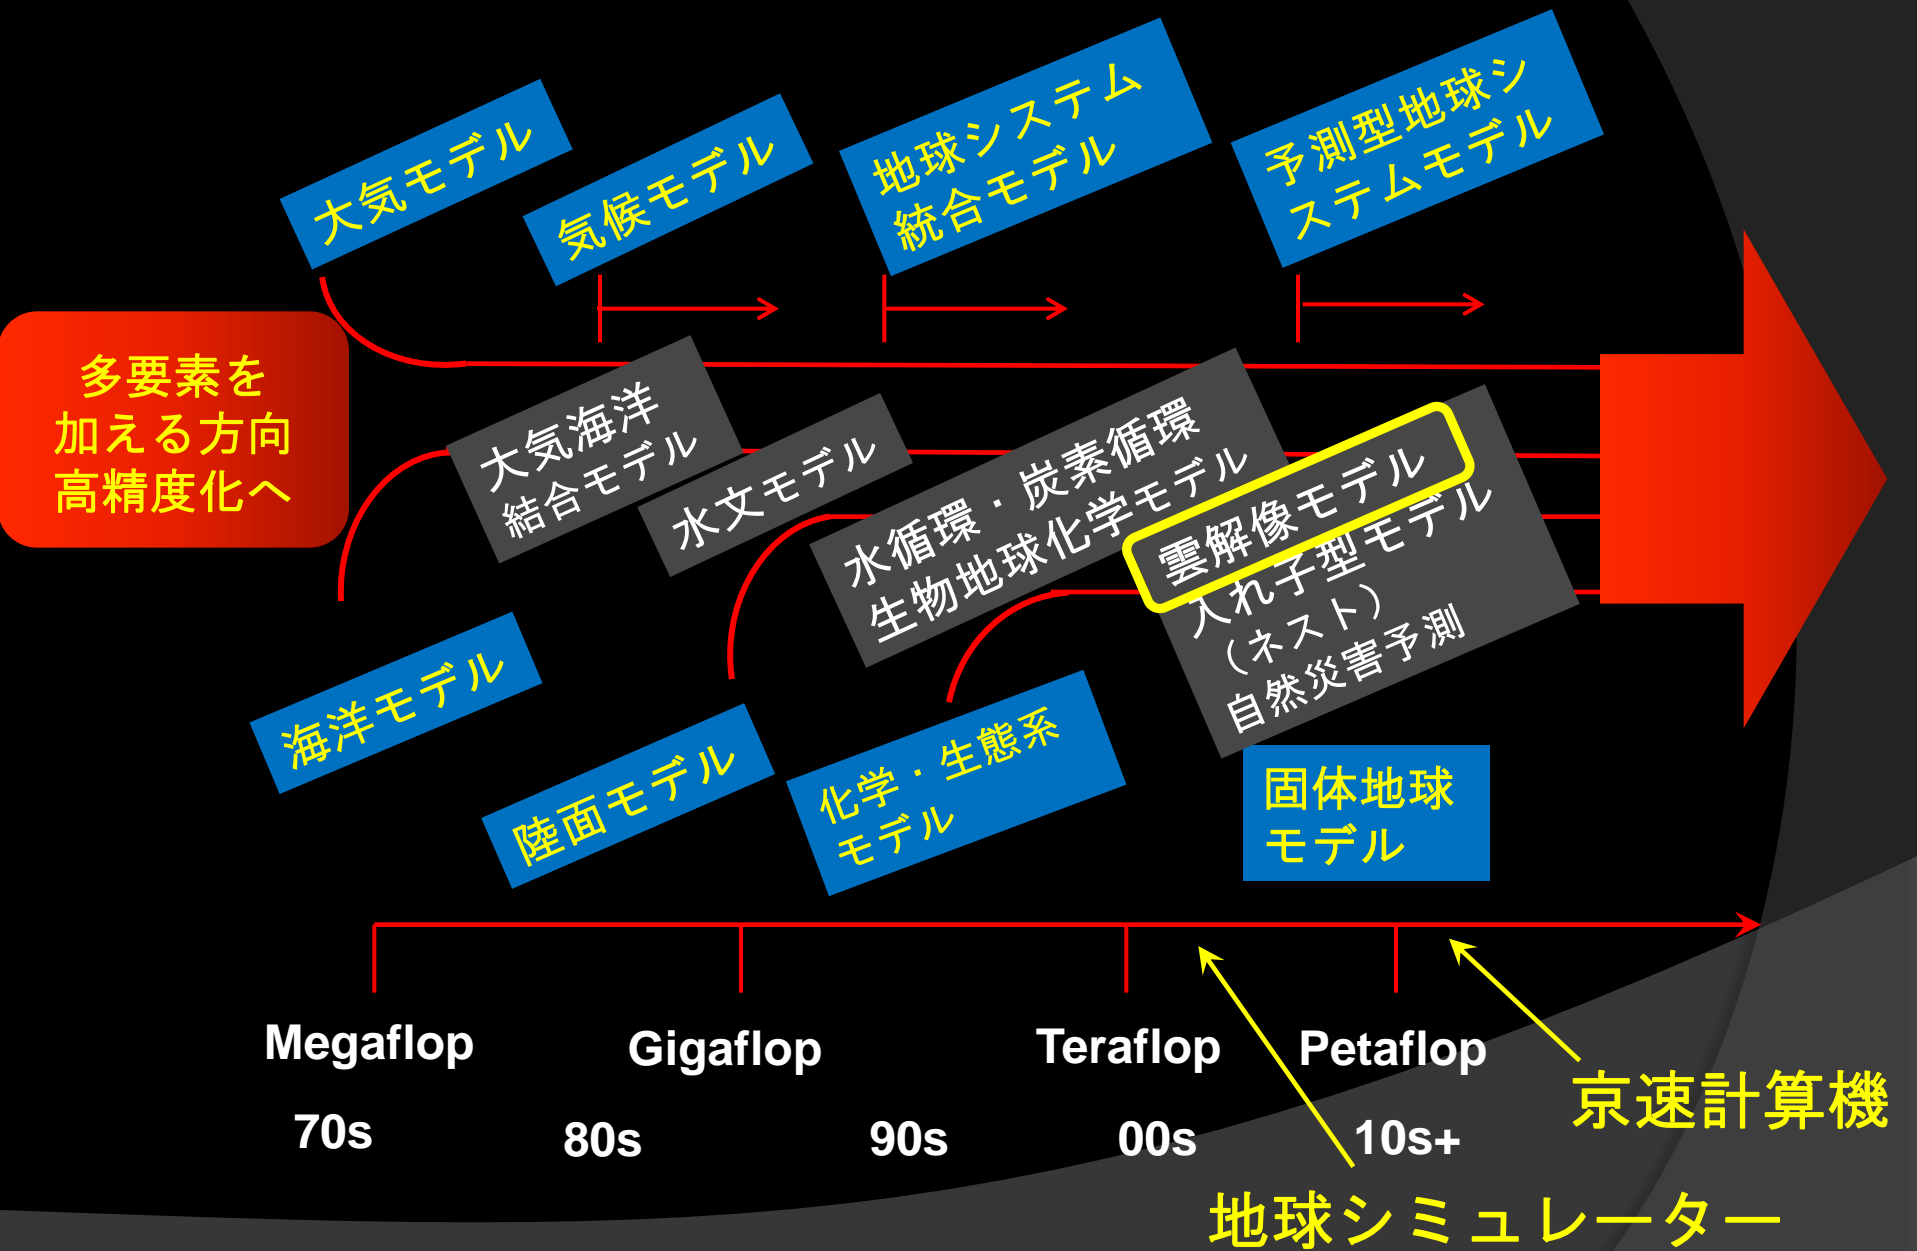 大気モデル
気候モデル
地球システム
統合モデル
予測型地球シ
ステムモデル
多要素を
加える方向
高精度化へ
大気海洋
結合モデル
水文モデル
水循環・炭素循環
生物地球化学モデル
雲解像モデル
入れ子型モデル
（ネスト）
自然災害予測
海洋モデル
陸面モデル
化学・生態系
モデル
固体地球
モデル
Megaflop
Gigaflop
Teraflop
Petaflop
70s
80s
90s
00s
10s+
京速計算機
地球シミュレーター